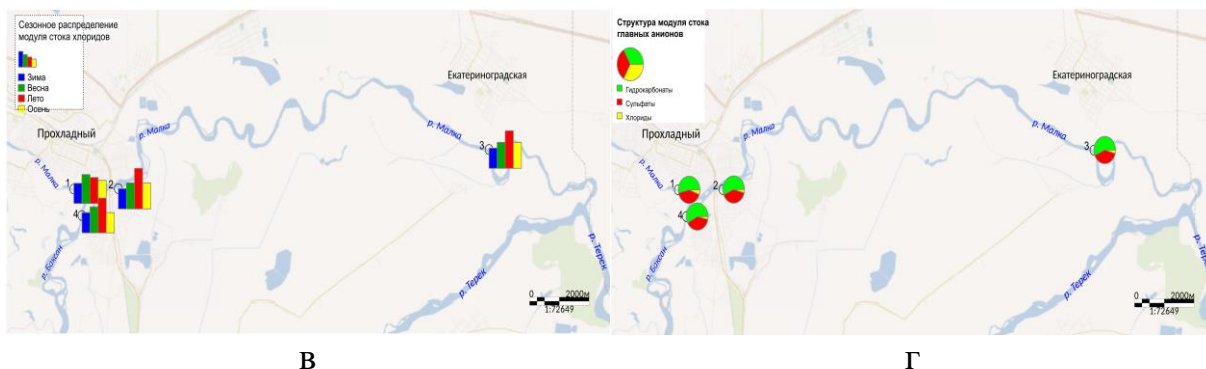 Сезонное распределение
модуля стока хлоридов
Зима
Весна
Лето
Осень
Прохладный
р. Малка
р. Малка
1
2
4
р. Баксан
Екатериноградская
р. Малка
3
р. Терек
р. Терек
0 2000м
1:72649
в
Структура модуля стока
главных анионов
Гидрокарбонаты
Сульфаты
Хлориды
Прохладный
р. Малка
р. Малка
1
2
4
р. Баксан
Екатериноградская
р. Малка
3
р. Терек
р. Терек
0 2000м
1:72649
г